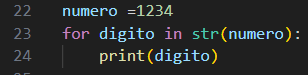 22 numero =1234
23 for digito in str(numero):
24     print(digito)